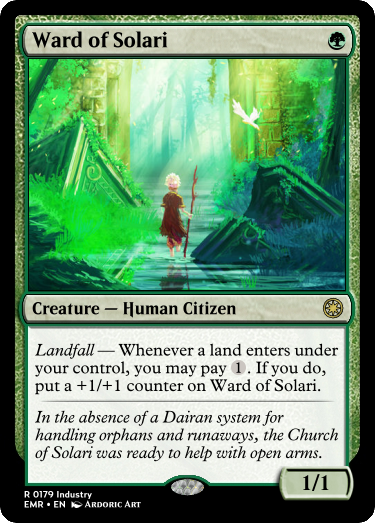 Ward of Solari
Creature — Human Citizen
Landfall — Whenever a land enters under
your control, you may pay 1. If you do,
put a +1/+1 counter on Ward of Solari.
In the absence of a Dairan system for
handling orphans and runaways, the Church
of Solari was ready to help with open arms.
1/1
R 0179 Industry
EMR • EN Ardoric Art